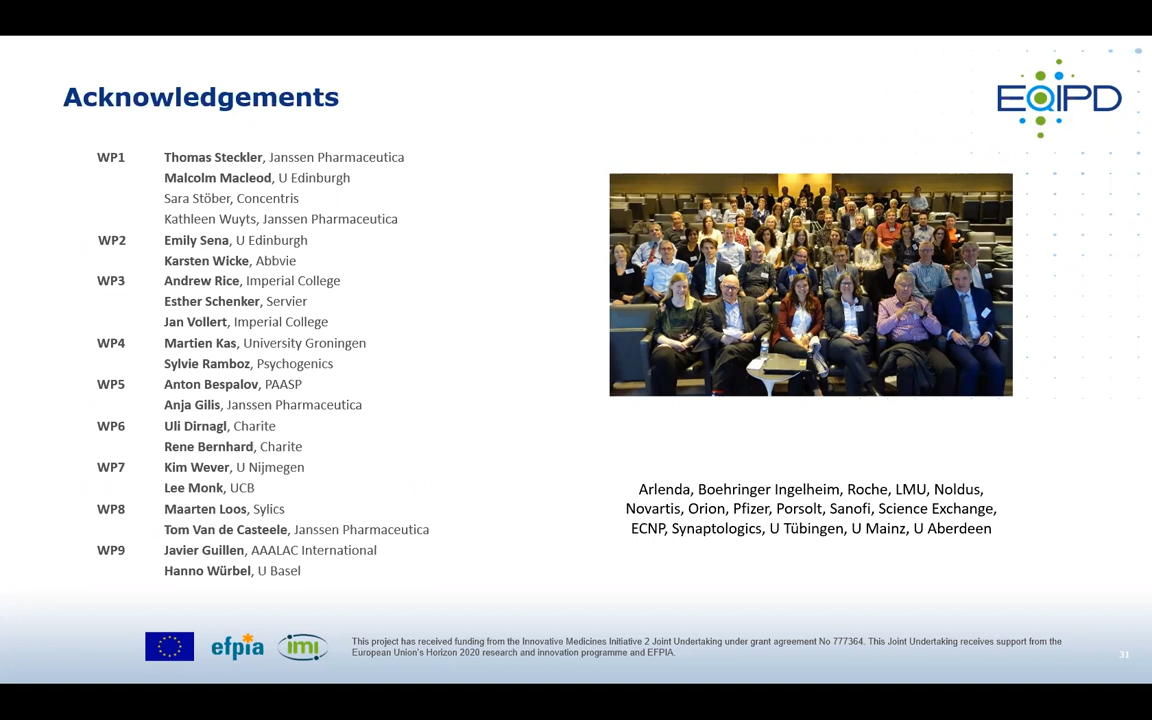 Acknowledgements
EQIPD
WP1 Thomas Steckler, Janssen Pharmaceutica
Malcolm Macleod, U Edinburgh
Sara Stöber, Concentris
Kathleen Wuyts, Janssen Pharmaceutica
WP2 Emily Sena, U Edinburgh
Karsten Wicke, Abbvie
WP3 Andrew Rice, Imperial College
Esther Schenker, Servier
Jan Vollert, Imperial College
WP4 Martien Kas, University Groningen
Sylvie Ramboz, Psychogenics
WP5 Anton Bespalov, PAASP
Anja Gilis, Janssen Pharmaceutica
WP6 Uli Dirnagl, Charite
Rene Bernhard, Charite
WP7 Kim Wever, U Nijmegen
Lee Monk, UCB
WP8 Maarten Loos, Sylics
Tom Van de Casteele, Janssen Pharmaceutica
WP9 Javier Guillen, AAALAC International
Hanno Würbel, U Basel
Arlenda, Boehringer Ingelheim, Roche, LMU, Noldus,
Novartis, Orion, Pfizer, Porsolt, Sanofi, Science Exchange,
ECNP, Synaptologics, U Tübingen, U Mainz, U Aberdeen
efpia
imi
This project has received funding from the Innovative Medicines Initiative 2 Joint Undertaking under grant agreement No 777364. This Joint Undertaking receives support from the
European Union's Horizon 2020 research and innovation programme and EFPIA.
31